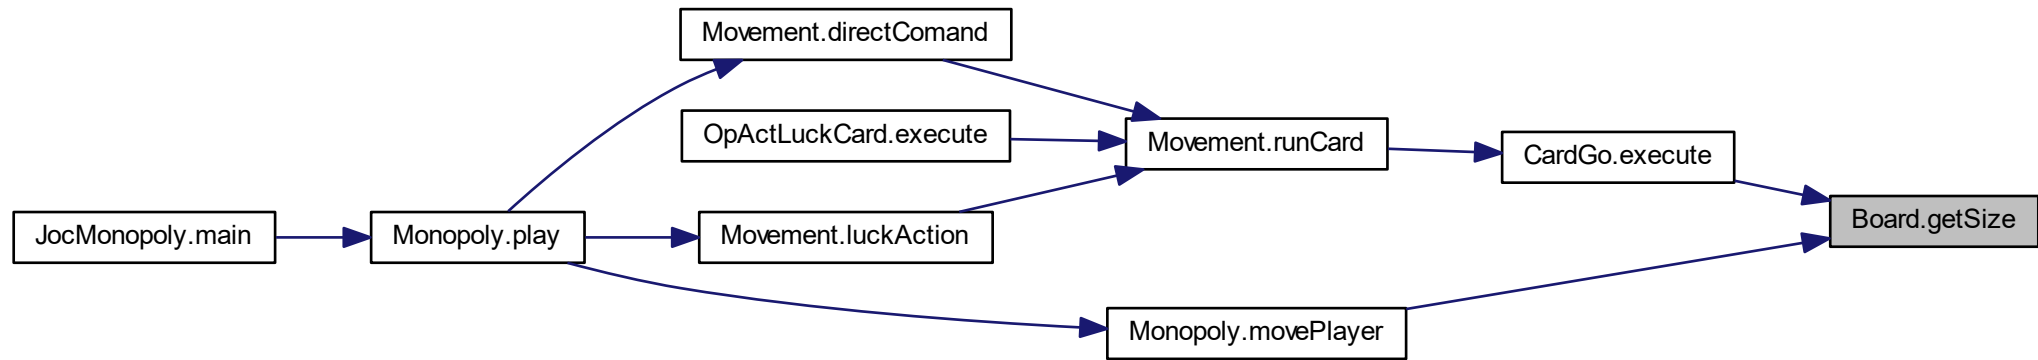 Movement.directComand
OpActLuckCard.execute
Movement.runCard
CardGo.execute
Board.getSize
JocMonopoly.main
Monopoly.play
Movement.luckAction
Monopoly.movePlayer